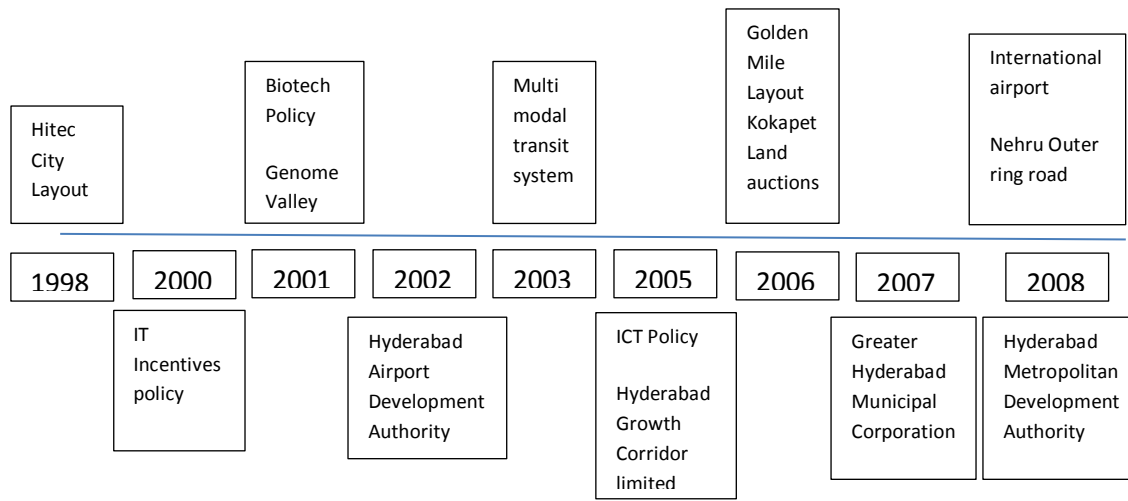 Hitec
City
Layout
Biotech
Policy
Genome
Valley
Multi
modal
transit
system
Golden
Mile
Layout
Kokapet
Land
auctions
International
airport
Nehru Outer
ring road
1998
2000
2001
2002
2003
2005
2006
2007
2008
IT
Incentives
policy
Hyderabad
Airport
Development
Authority
ICT Policy
Hyderabad
Growth
Corridor
limited
Greater
Hyderabad
Municipal
Corporation
Hyderabad
Metropolitan
Development
Authority